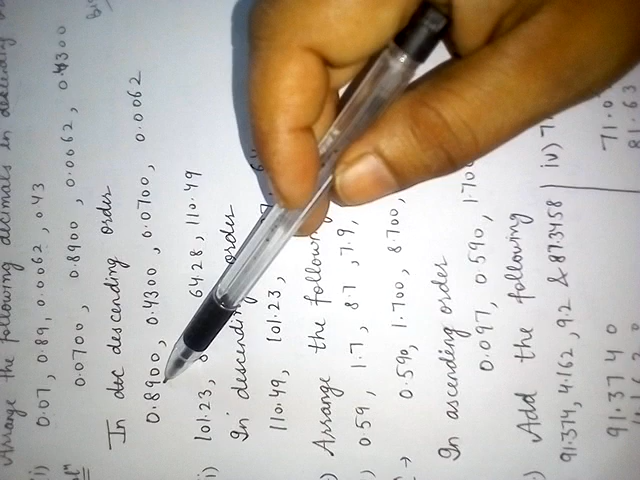 Arrange the following decimals in descending
i) 0.07, 0.89, 0.0062, 0.43
0.0700, 0.8900, 0.0062, 0.4300
In descending order
0.8900, 0.4300, 0.0700, 0.0062
i) 101.23, 64.28, 110.49
In descending order
110.49, 101.23,
Arrange the
0.59, 1.7, 8.7, 7.9,
→ 0.590, 1.700, 8.700,
In ascending order
0.097, 0.590, 1.700
Add the following
91.374, 4.162, 9.2 & 87.3458 iv)
91.3740
71.0
81.63